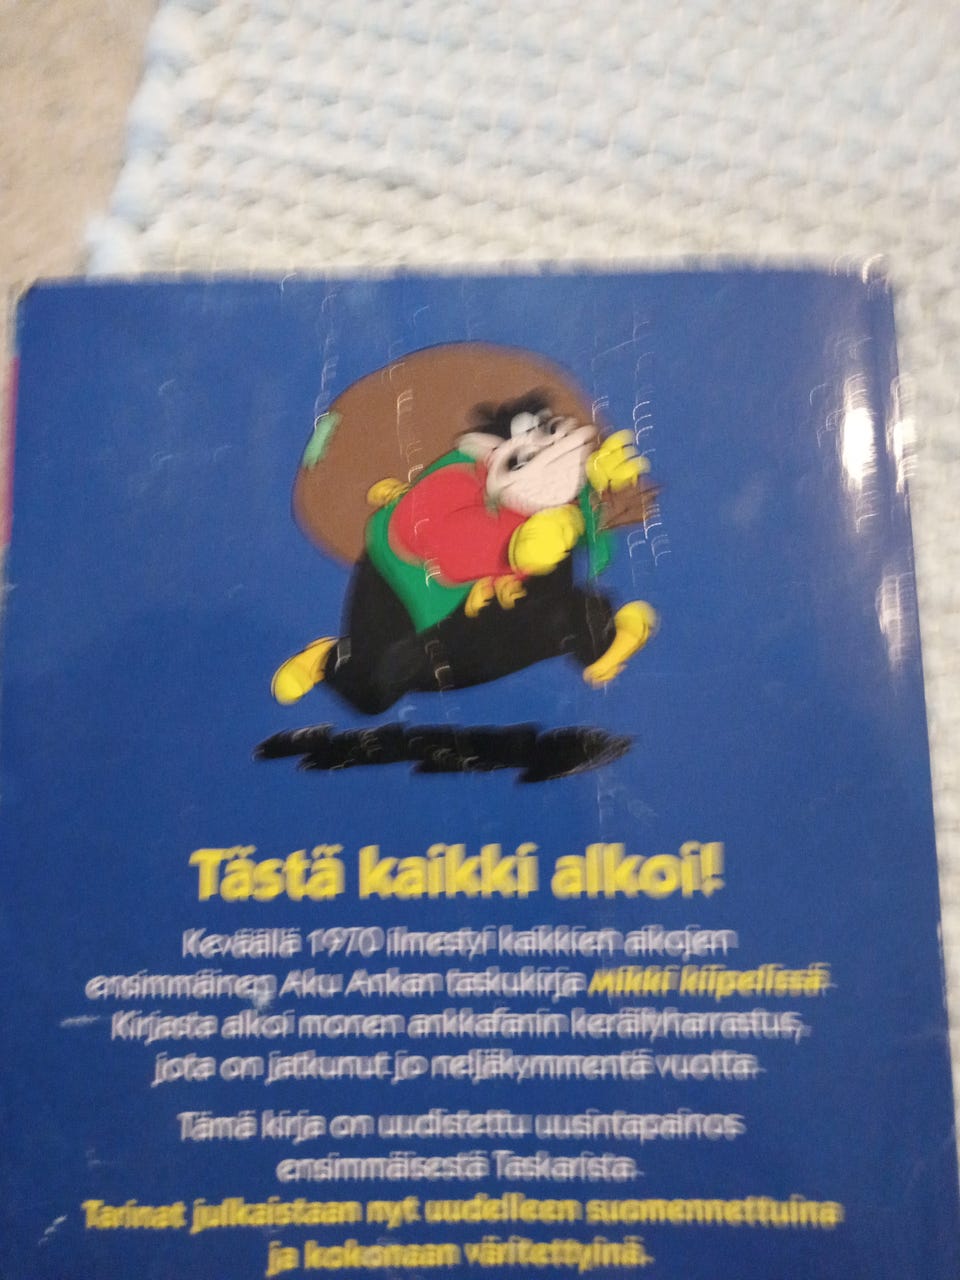 Tästä kaikki alkoi!
Keväällä 1970 ilmestyi kaikkien aikojen
ensimmäinen Aku Ankan taskukirja Mikki kiipelissä.
Kirjasta alkoi monen ankkafanin keräilyharrastus,
jota on jatkunut jo neljäkymmentä vuotta.
Tämä kirja on uudistettu uusintapainos
ensimmäisestä Taskarista.
Tarinat julkaistaan nyt uudelleen suomennettuina
ja kokonaan väritettyinä.